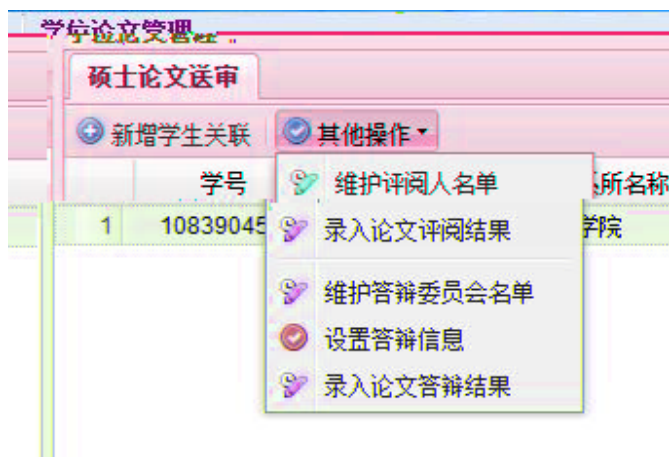 学位论文管理
硕士论文送审
新增学生关联 其他操作
学号 所名称
1 10839045 学院
维护评阅人名单
录入论文评阅结果
维护答辩委员会名单
设置答辩信息
录入论文答辩结果